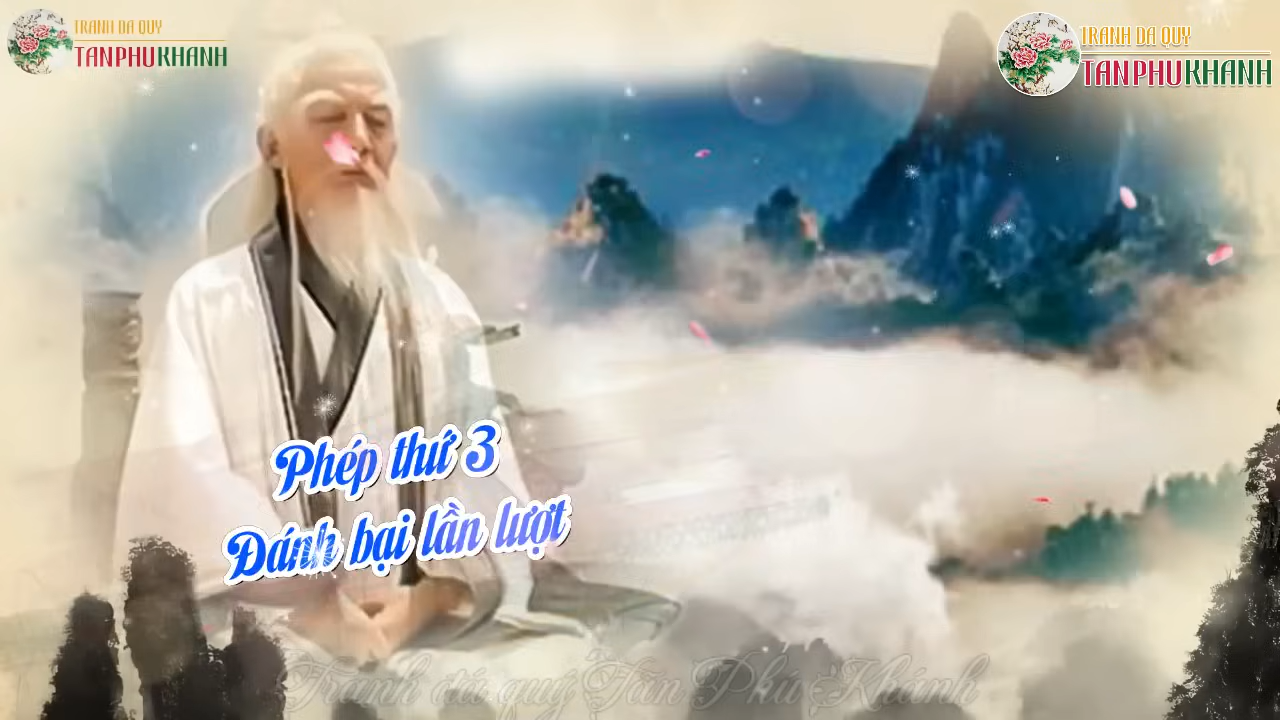 TRANH DA QUY
TANPHUKHANH
TRANH DA QUY
TANPHUKHANH
Phép thứ 3
Đánh bại lần lượt
Tranh đá quý Tân Phú Khánh